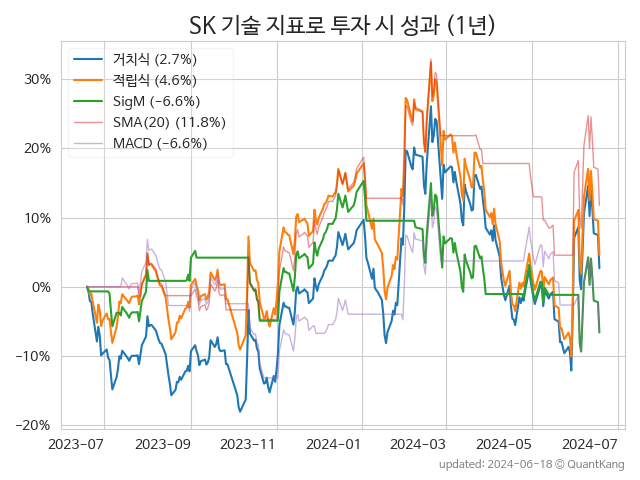 SK 기술 지표로 투자 시 성과 (1년)
거치식 (2.7%)
적립식 (4.6%)
SigM (−6.6%)
SMA(20) (11.8%)
MACD (−6.6%)
30%
20%
10%
0%
−10%
−20%
2023-07
2023-09
2023-11
2024-01
2024-03
2024-05
2024-07
updated: 2024-06-18 © QuantKang